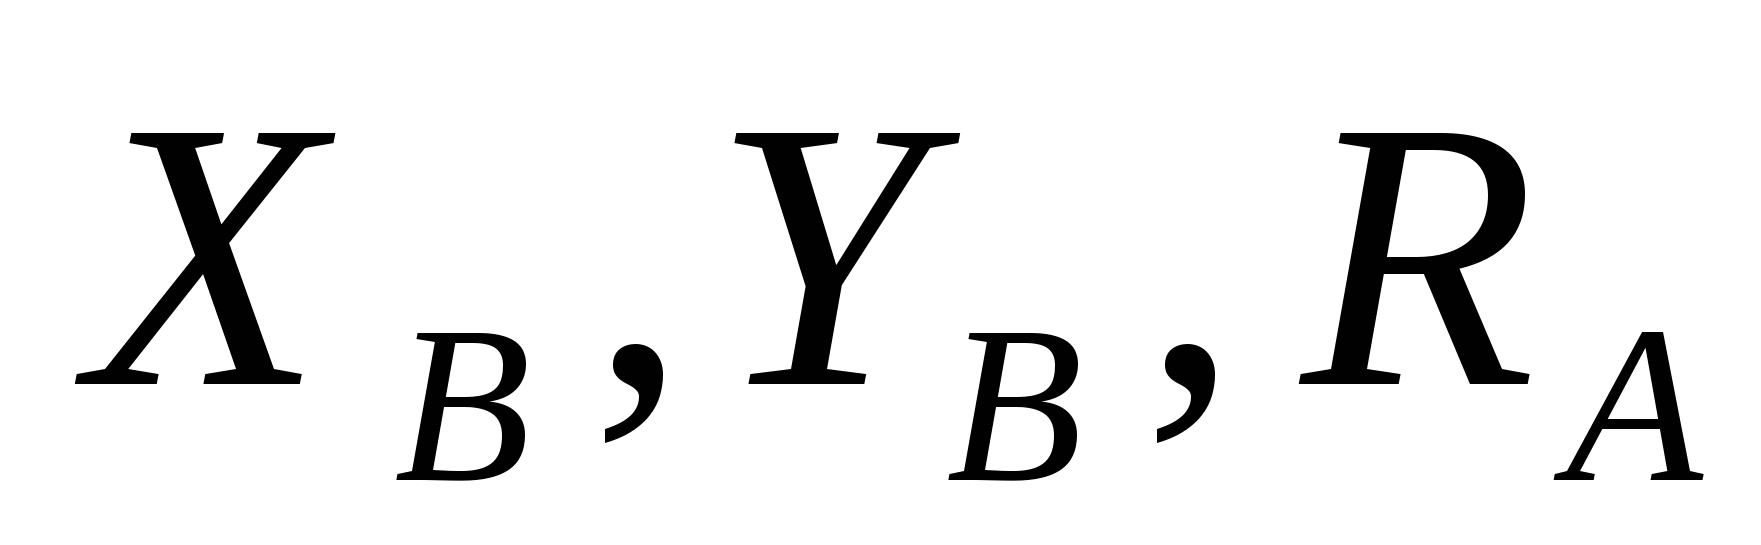 X_B, Y_B, R_A